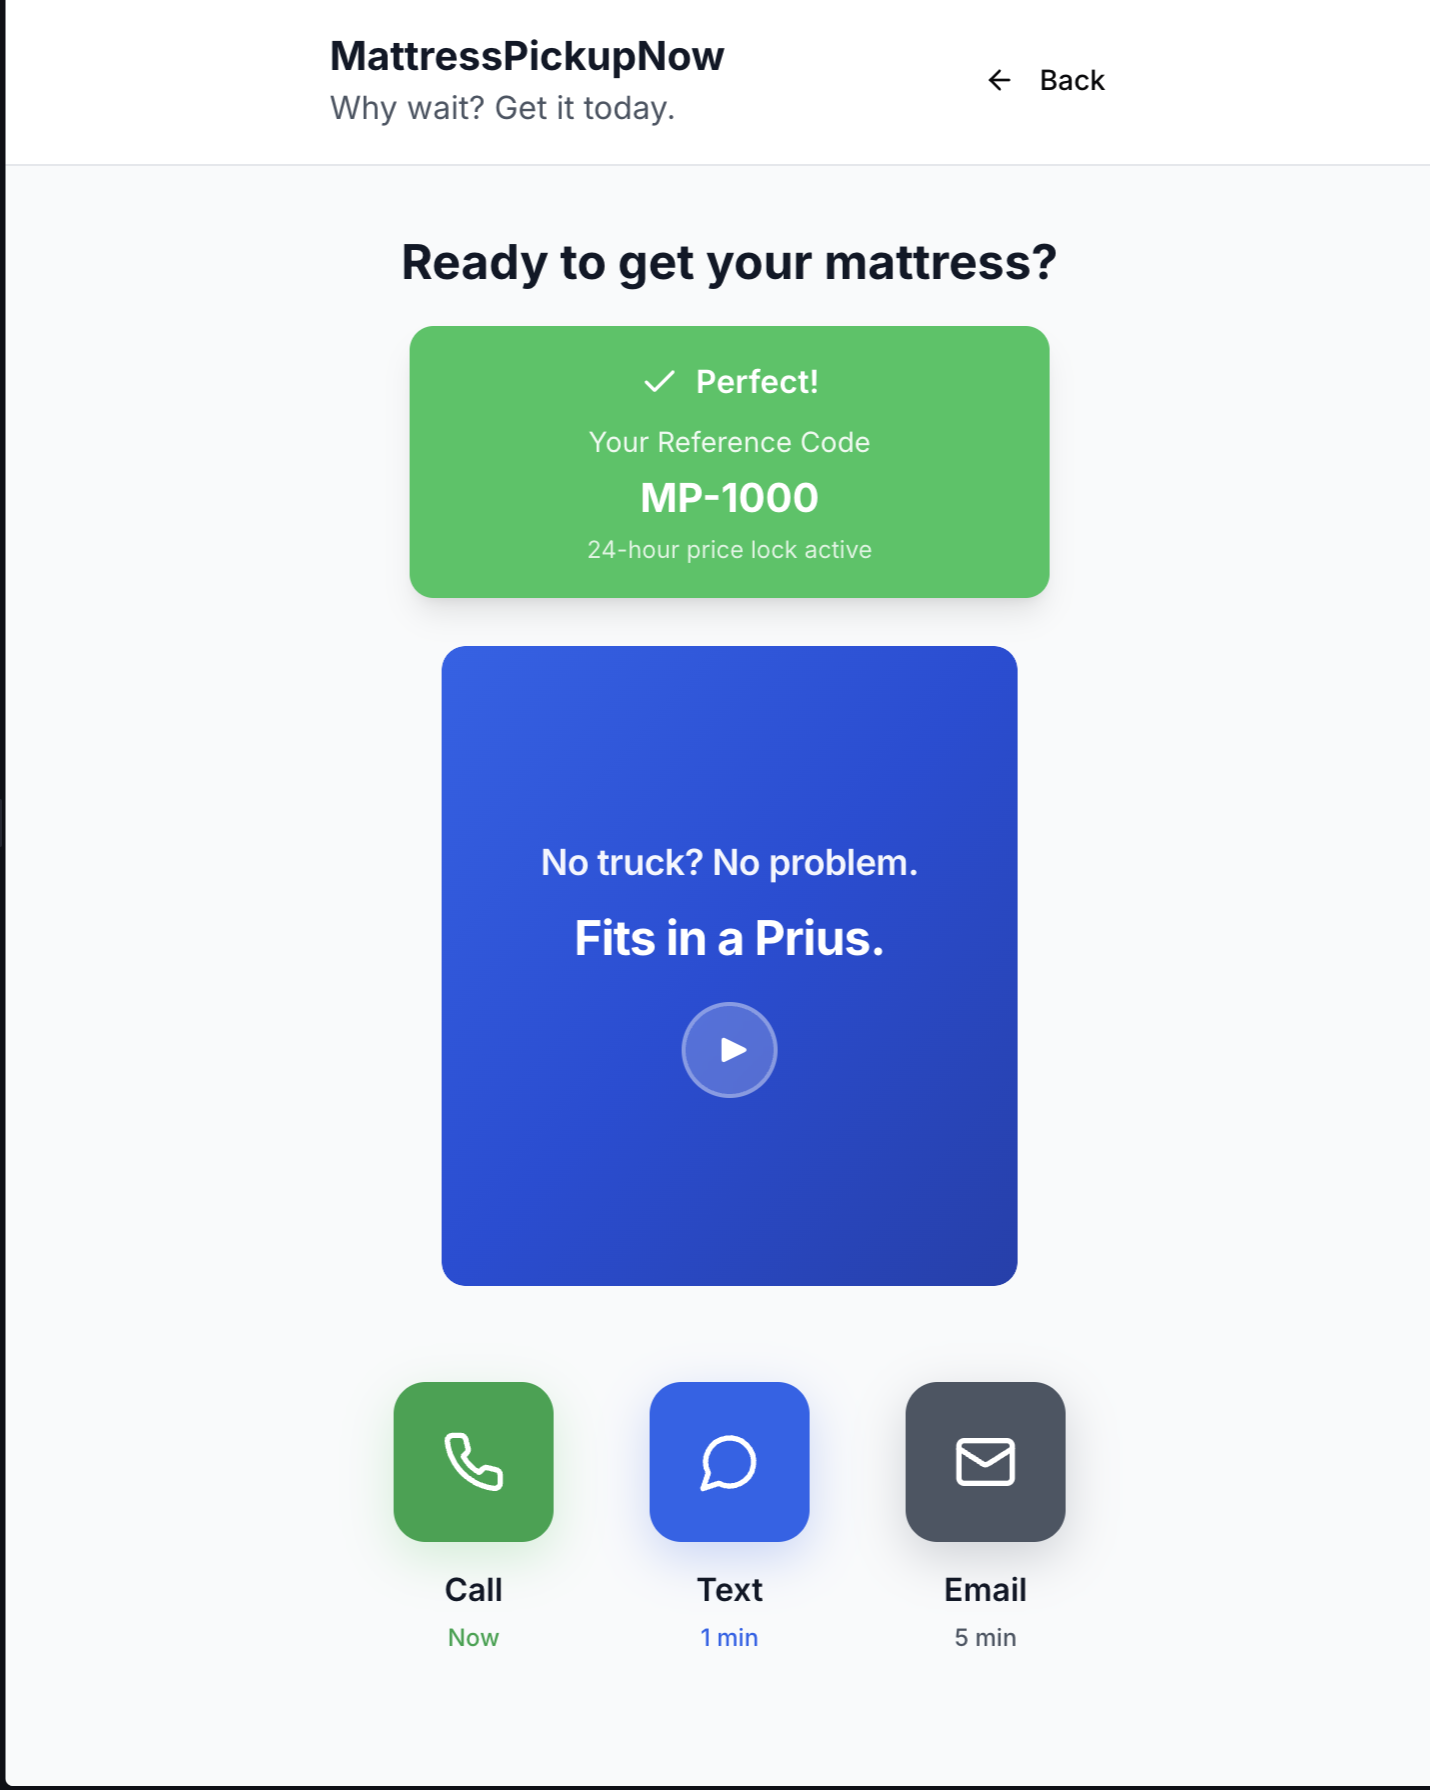 MattressPickupNow
Why wait? Get it today.
Back
Ready to get your mattress?
Perfect!
Your Reference Code
MP-1000
24-hour price lock active
No truck? No problem.
Fits in a Prius.
Call
Text
Email
Now
1 min
5 min